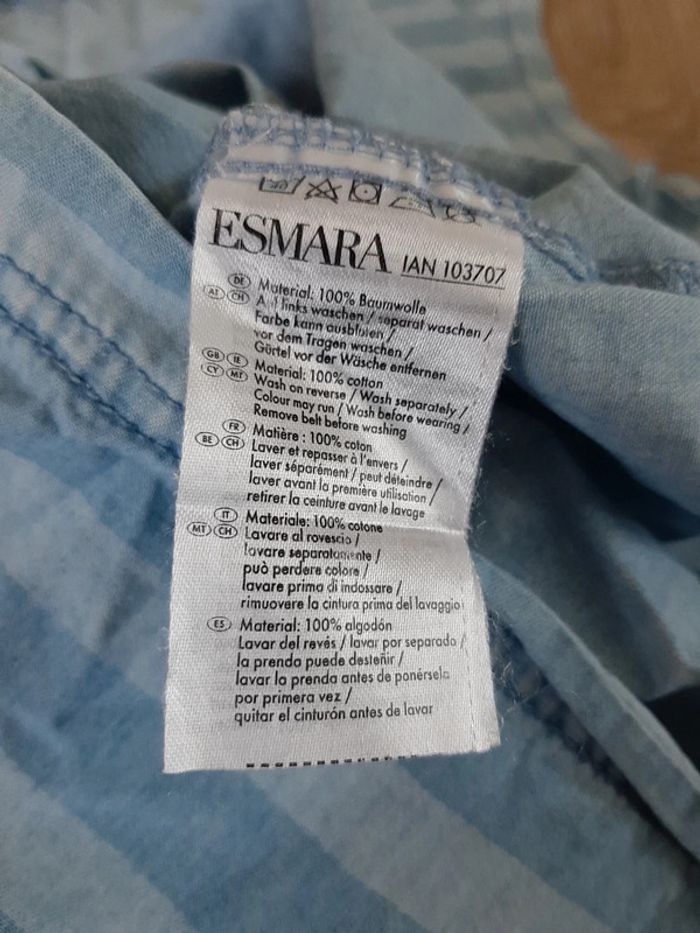 ESMARA IAN 103707
DE Material: 100% Baumwolle
AT CH Auf links waschen / separat waschen /
Farbe kann ausbluten /
vor dem Tragen waschen /
Gürtel vor der Wäsche entfernen
GB IE Material: 100% cotton
CY MT Wash on reverse / Wash separately /
Colour may run / Wash before wearing /
Remove belt before washing
FR Matière : 100% coton
BE CH Laver et repasser à l'envers /
laver séparément / peut déteindre /
laver avant la première utilisation /
retirer la ceinture avant le lavage
IT Materiale: 100% cotone
MT CH Lavare al rovescio /
lavare separatamente /
può perdere colore /
lavare prima di indossare /
rimuovere la cintura prima del lavaggio
ES Material: 100% algodón
Lavar del revés / lavar por separado /
la prenda puede desteñir /
lavar la prenda antes de ponérsela
por primera vez /
quitar el cinturón antes de lavar